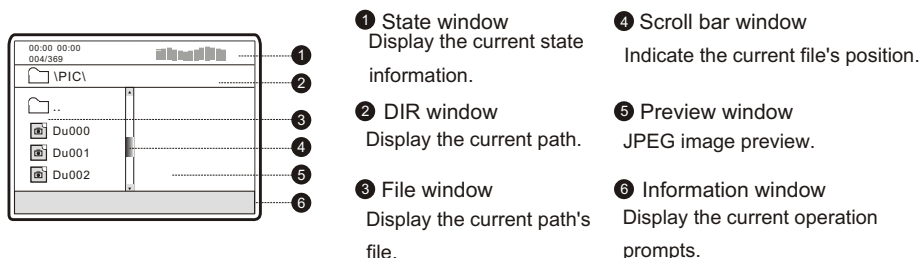 00:00 00:00
004/369
\PIC\
..
Du000
Du001
Du002
1
2
3
4
5
6
1 State window
Display the current state
information.
2 DIR window
Display the current path.
3 File window
Display the current path's
file.
4 Scroll bar window
Indicate the current file's position.
5 Preview window
JPEG image preview.
6 Information window
Display the current operation
prompts.